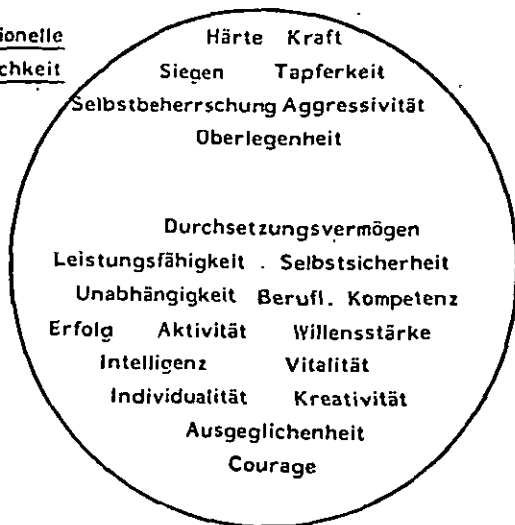 ionelle
chkeit
Härte Kraft
Siegen Tapferkeit
Selbstbeherrschung Aggressivität
Oberlegenheit
Durchsetzungsvermögen
Leistungsfähigkeit . Selbstsicherheit
Unabhängigkeit Berufl. Kompetenz
Erfolg Aktivität Willensstärke
Intelligenz Vitalität
Individualität Kreativität
Ausgeglichenheit
Courage